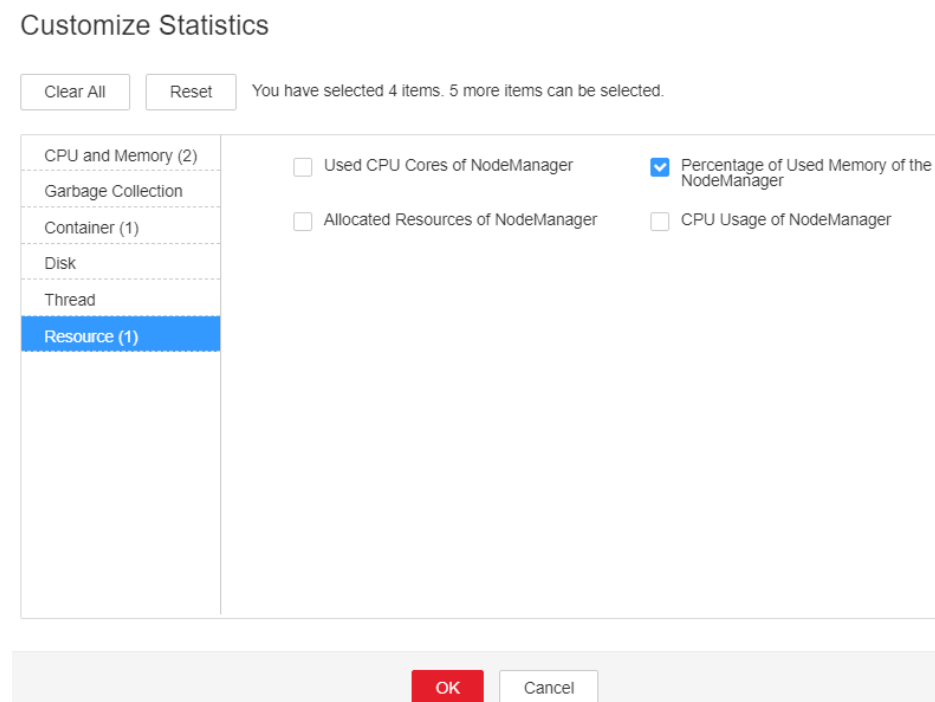 Customize Statistics
Clear All
Reset
You have selected 4 items. 5 more items can be selected.
CPU and Memory (2)
Garbage Collection
Container (1)
Disk
Thread
Resource (1)
Used CPU Cores of NodeManager
Percentage of Used Memory of the
NodeManager
Allocated Resources of NodeManager
CPU Usage of NodeManager
OK
Cancel